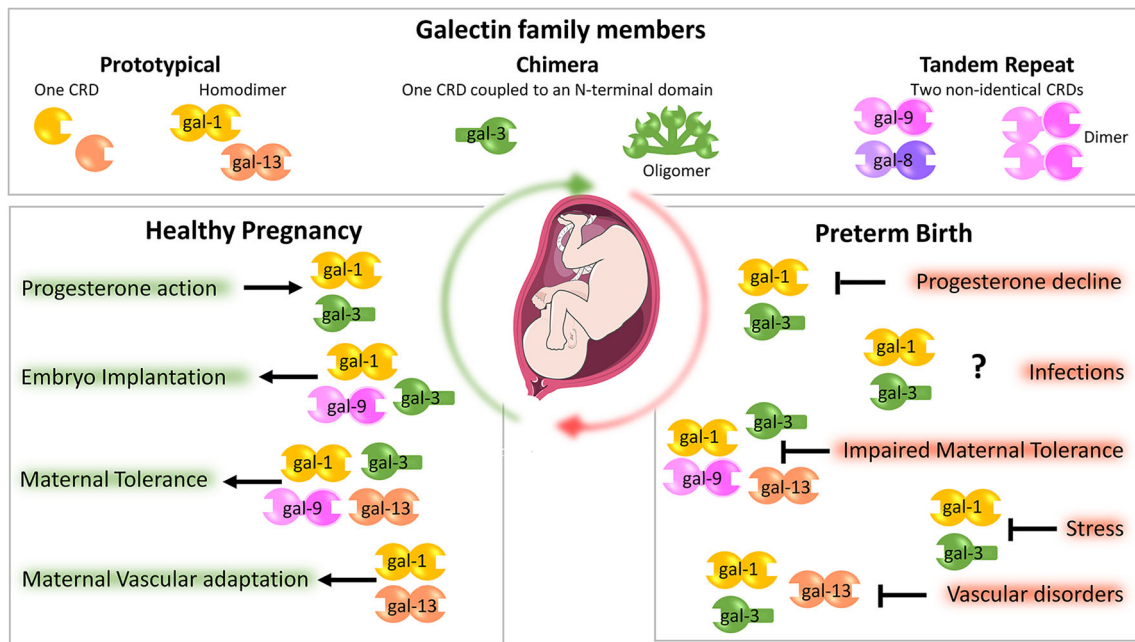 Galectin family members
Prototypical
One CRD
Homodimer
gal-1
gal-13
Chimera
One CRD coupled to an N-terminal domain
gal-3
Oligomer
Tandem Repeat
Two non-identical CRDs
gal-9
gal-8
Dimer
Healthy Pregnancy
Progesterone action
gal-1
gal-3
Embryo Implantation
gal-1
gal-9
gal-3
Maternal Tolerance
gal-1
gal-3
gal-9
gal-13
Maternal Vascular adaptation
gal-1
gal-13
Preterm Birth
gal-1
gal-3
Progesterone decline
gal-1
gal-3
?
Infections
gal-1
gal-3
gal-9
gal-13
Impaired Maternal Tolerance
gal-1
gal-3
Stress
gal-1
gal-3
gal-13
Vascular disorders